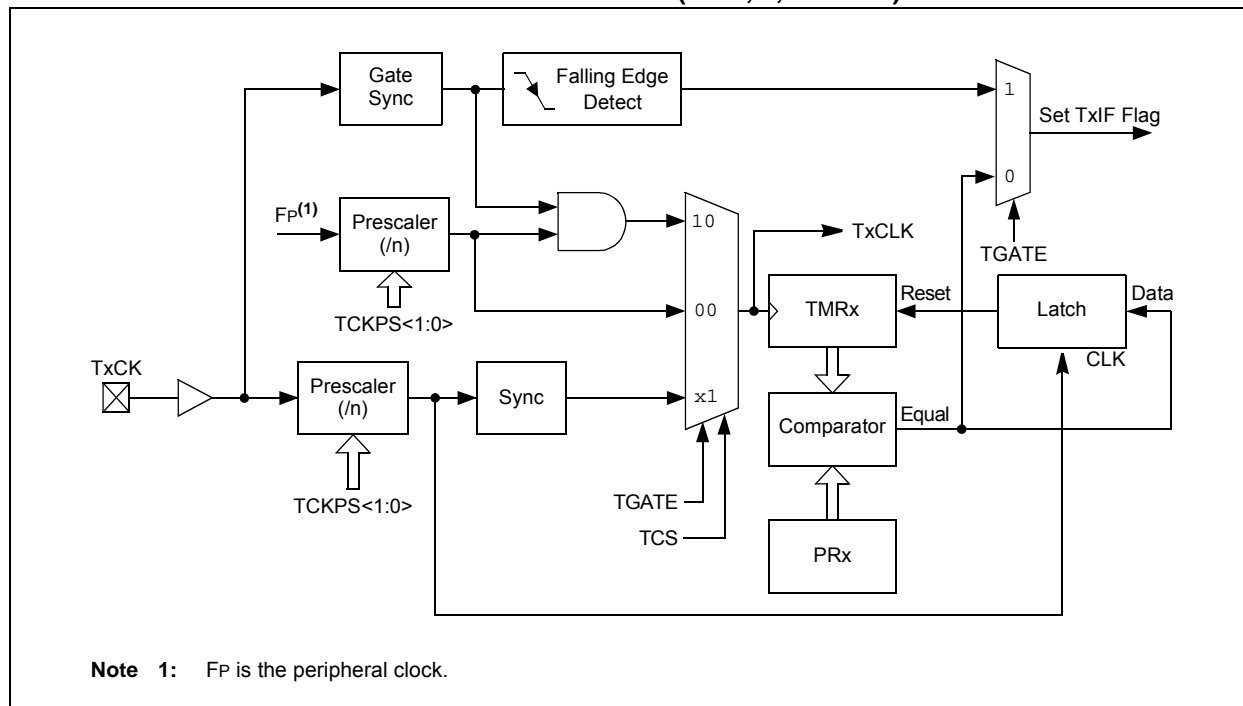 Gate
Sync
Falling Edge
Detect
1
Set TxIF Flag
0
FP(1)
Prescaler
(/n)
10
TxCLK
TGATE
TCKPS<1:0>
00
TMRx
Reset
Latch
Data
CLK
TxCK
Prescaler
(/n)
Sync
x1
Comparator
Equal
TCKPS<1:0>
TGATE
TCS
PRx
Note 1: FP is the peripheral clock.